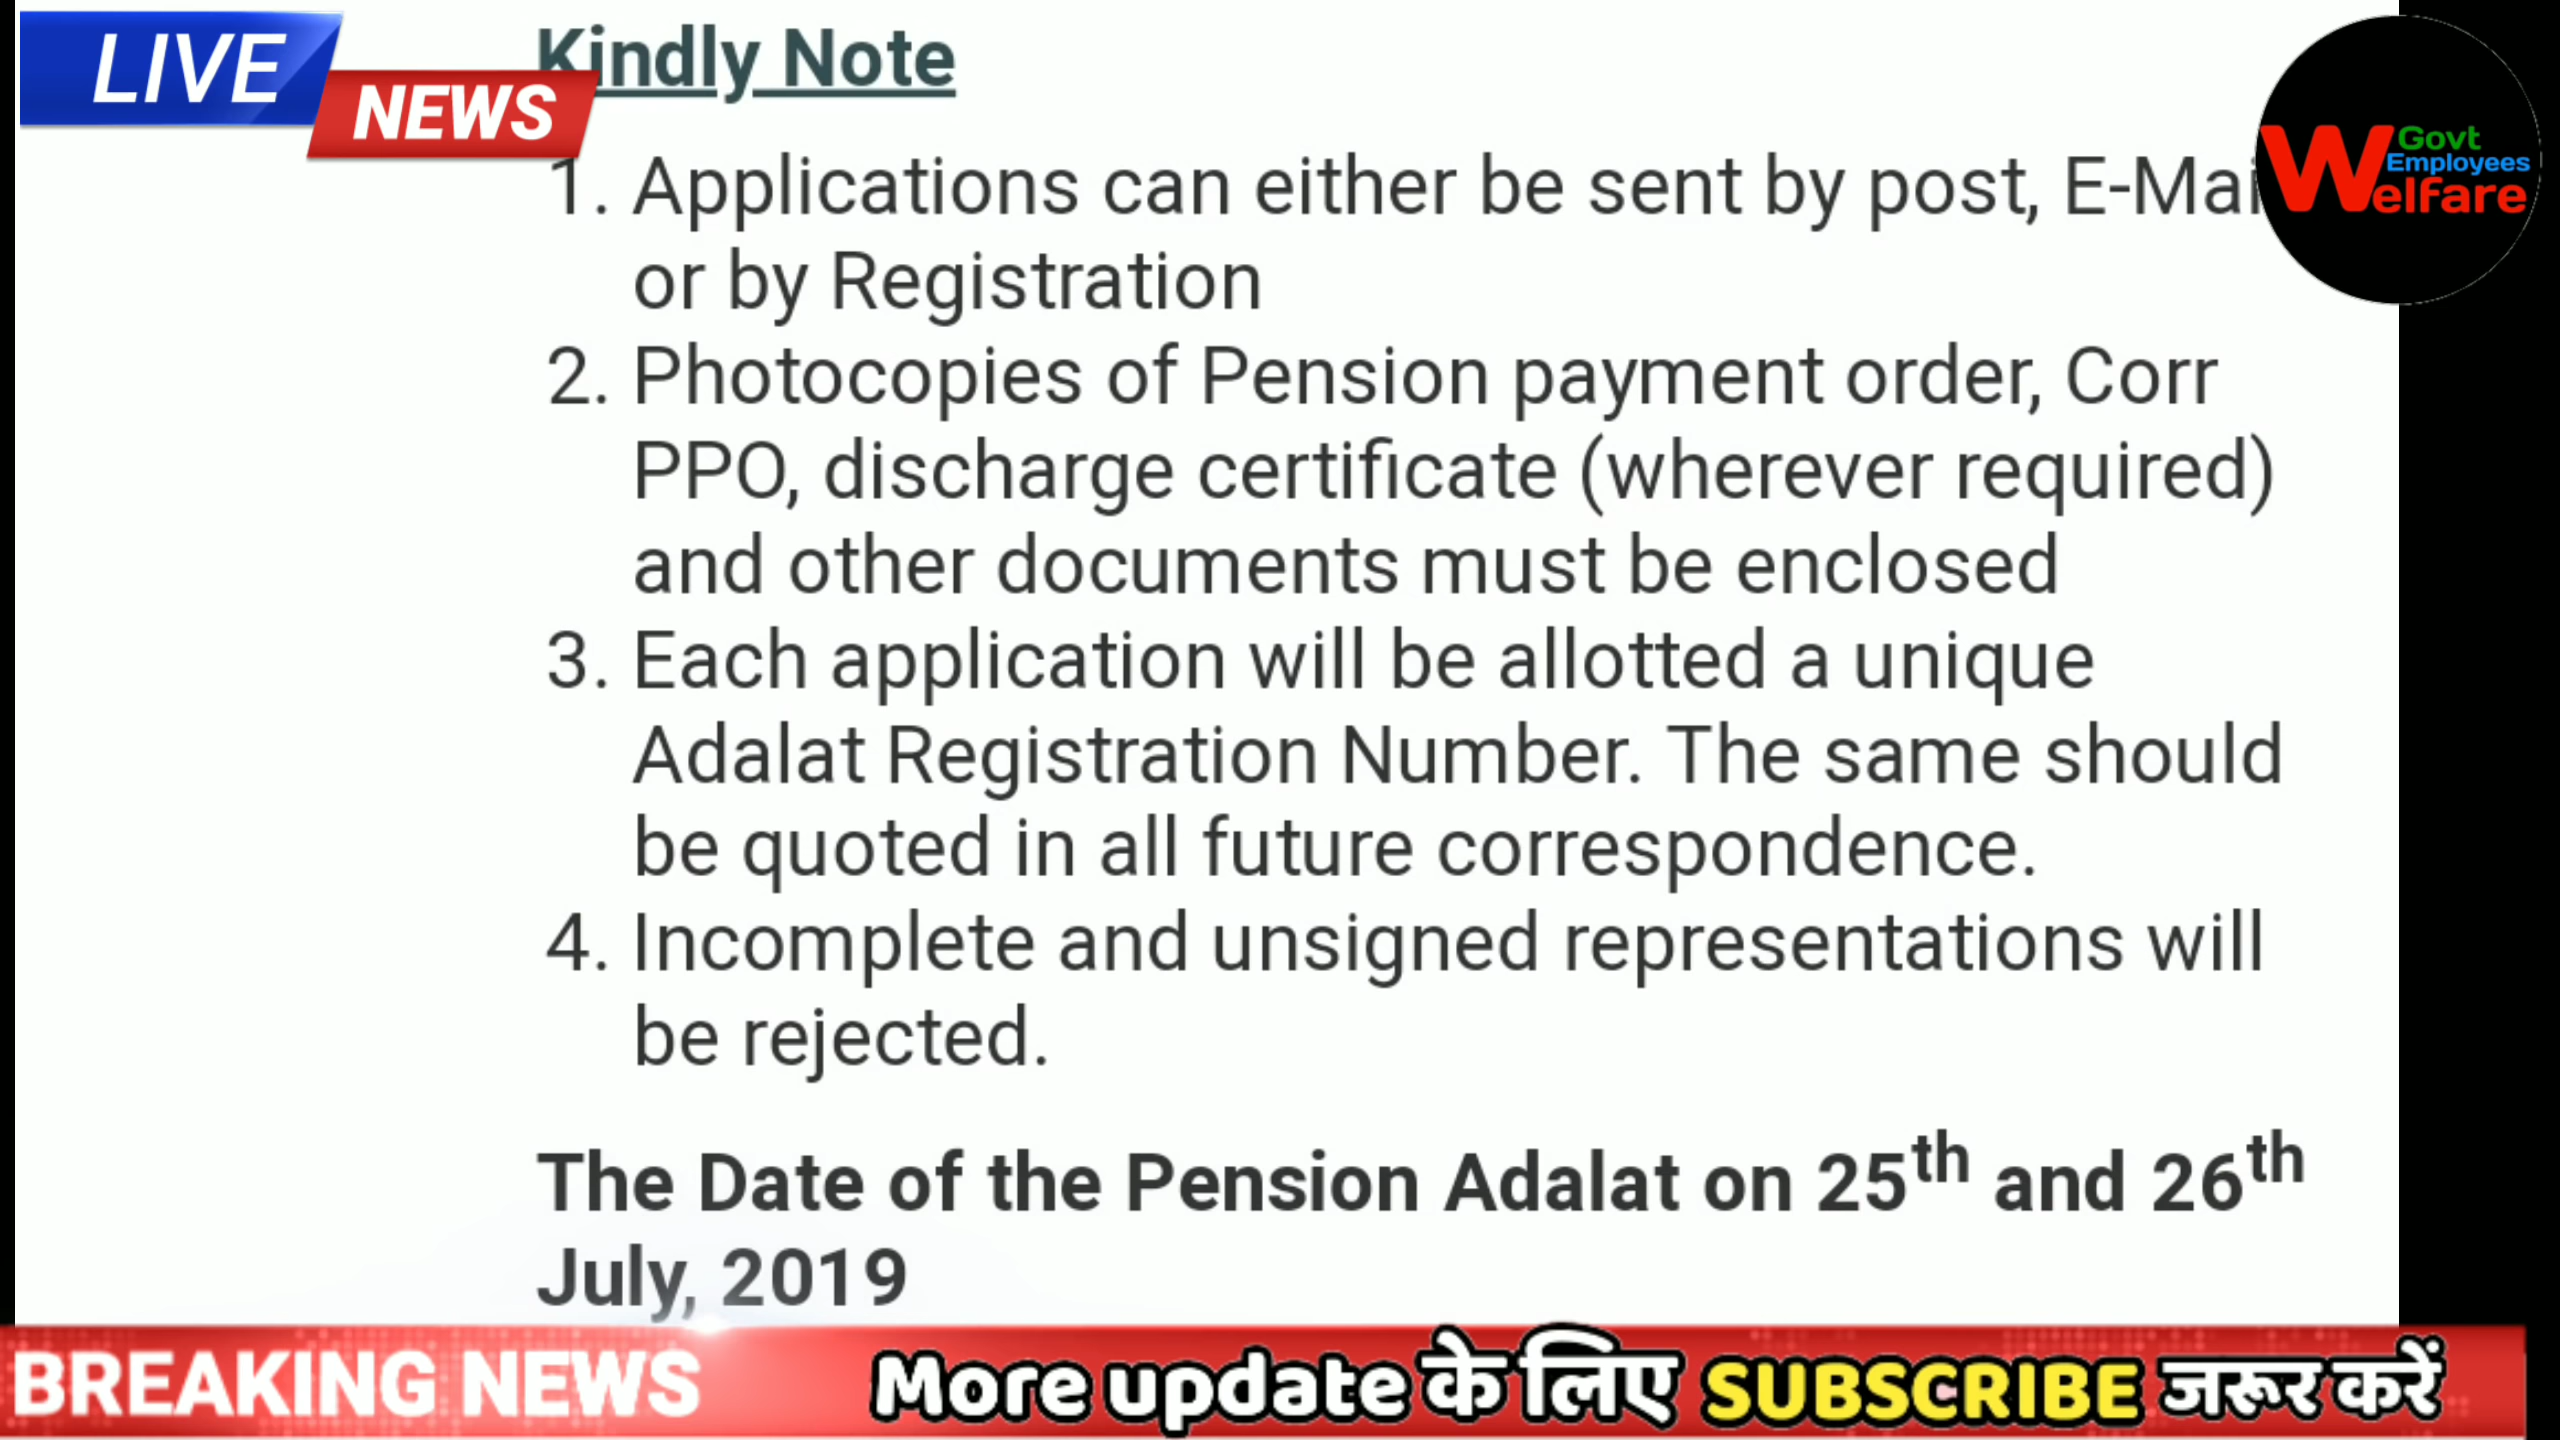 LIVE
NEWS
Kindly Note
Govt
Employees
Welfare
1. Applications can either be sent by post, E-Mai
or by Registration
2. Photocopies of Pension payment order, Corr
PPO, discharge certificate (wherever required)
and other documents must be enclosed
3. Each application will be allotted a unique
Adalat Registration Number. The same should
be quoted in all future correspondence.
4. Incomplete and unsigned representations will
be rejected.
The Date of the Pension Adalat on 25th and 26th
July, 2019
BREAKING NEWS
More update के लिए SUBSCRIBE जरूर करें